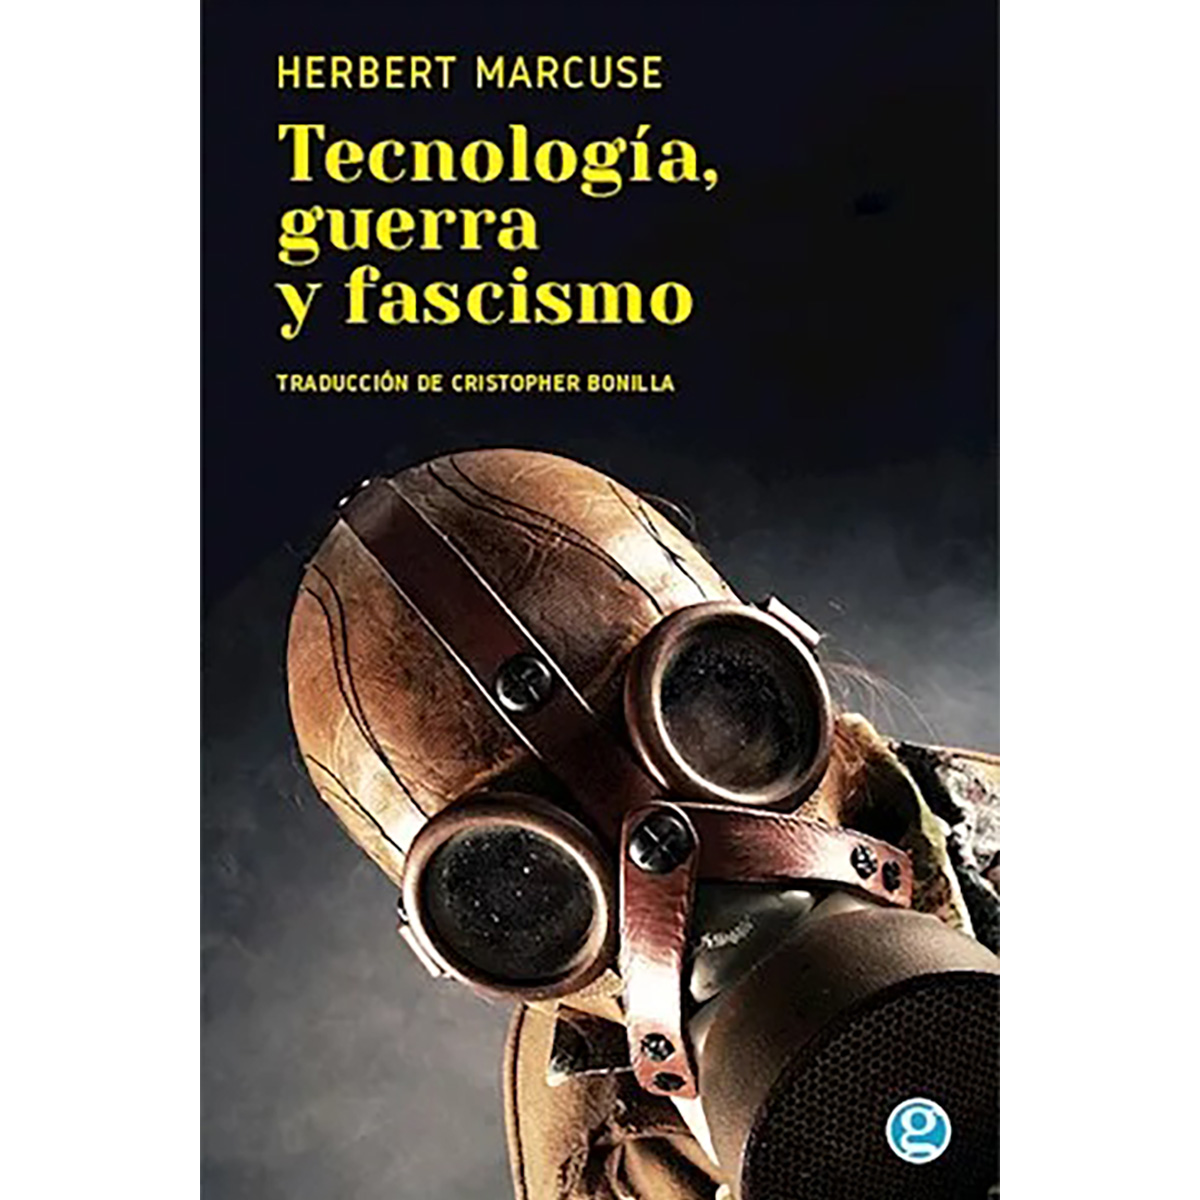 HERBERT MARCUSE
Tecnología,
guerra
y fascismo
TRADUCCIÓN DE CRISTOPHER BONILLA
g